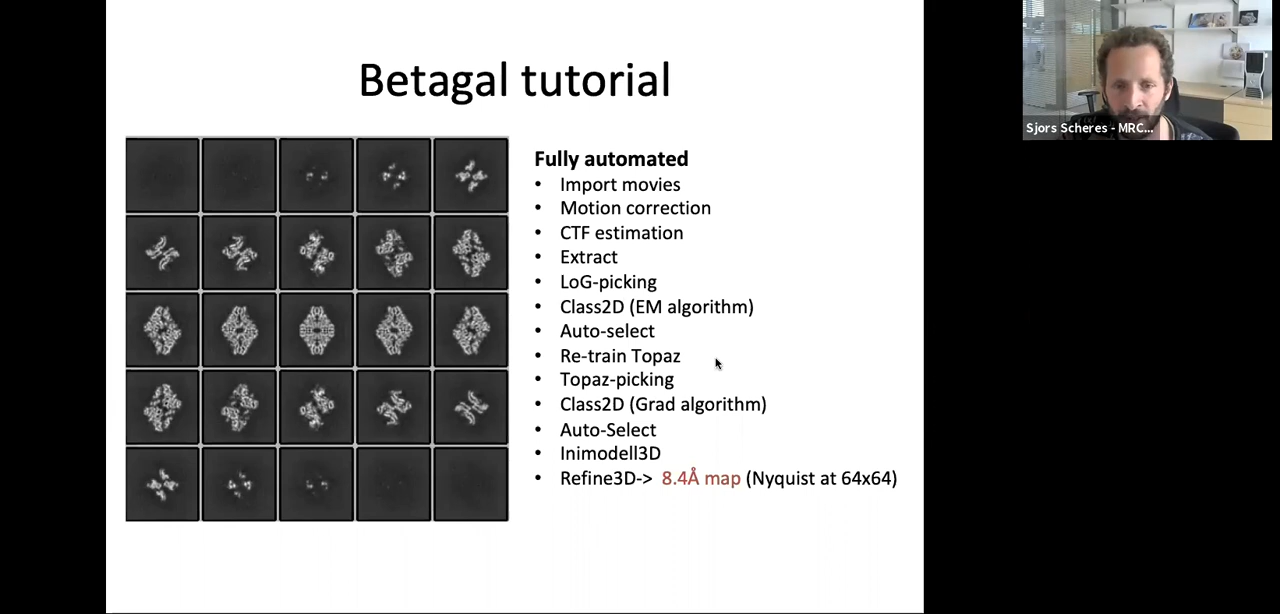 Betagal tutorial
Fully automated
• Import movies
• Motion correction
• CTF estimation
• Extract
• LoG-picking
• Class2D (EM algorithm)
• Auto-select
• Re-train Topaz
• Topaz-picking
• Class2D (Grad algorithm)
• Auto-Select
• Inimodell3D
• Refine3D-> 8.4Å map (Nyquist at 64x64)
Sjors Scheres - MRC...